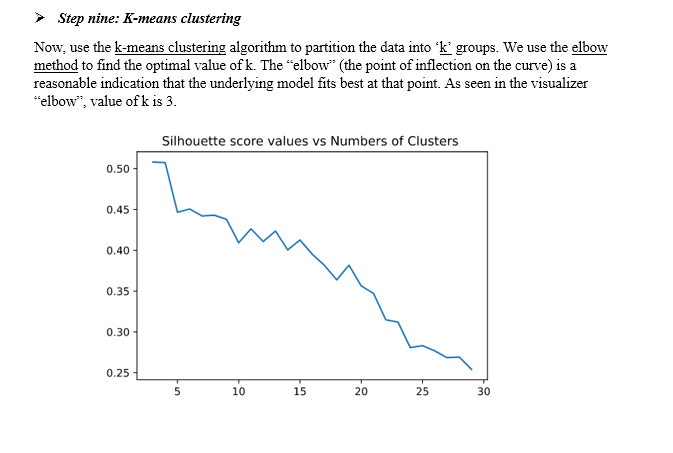 ➤ Step nine: K-means clustering
Now, use the k-means clustering algorithm to partition the data into ‘k’ groups. We use the elbow
method to find the optimal value of k. The “elbow” (the point of inflection on the curve) is a
reasonable indication that the underlying model fits best at that point. As seen in the visualizer
“elbow”, value of k is 3.
Silhouette score values vs Numbers of Clusters
0.50
0.45
0.40
0.35
0.30
0.25
5 10 15 20 25 30